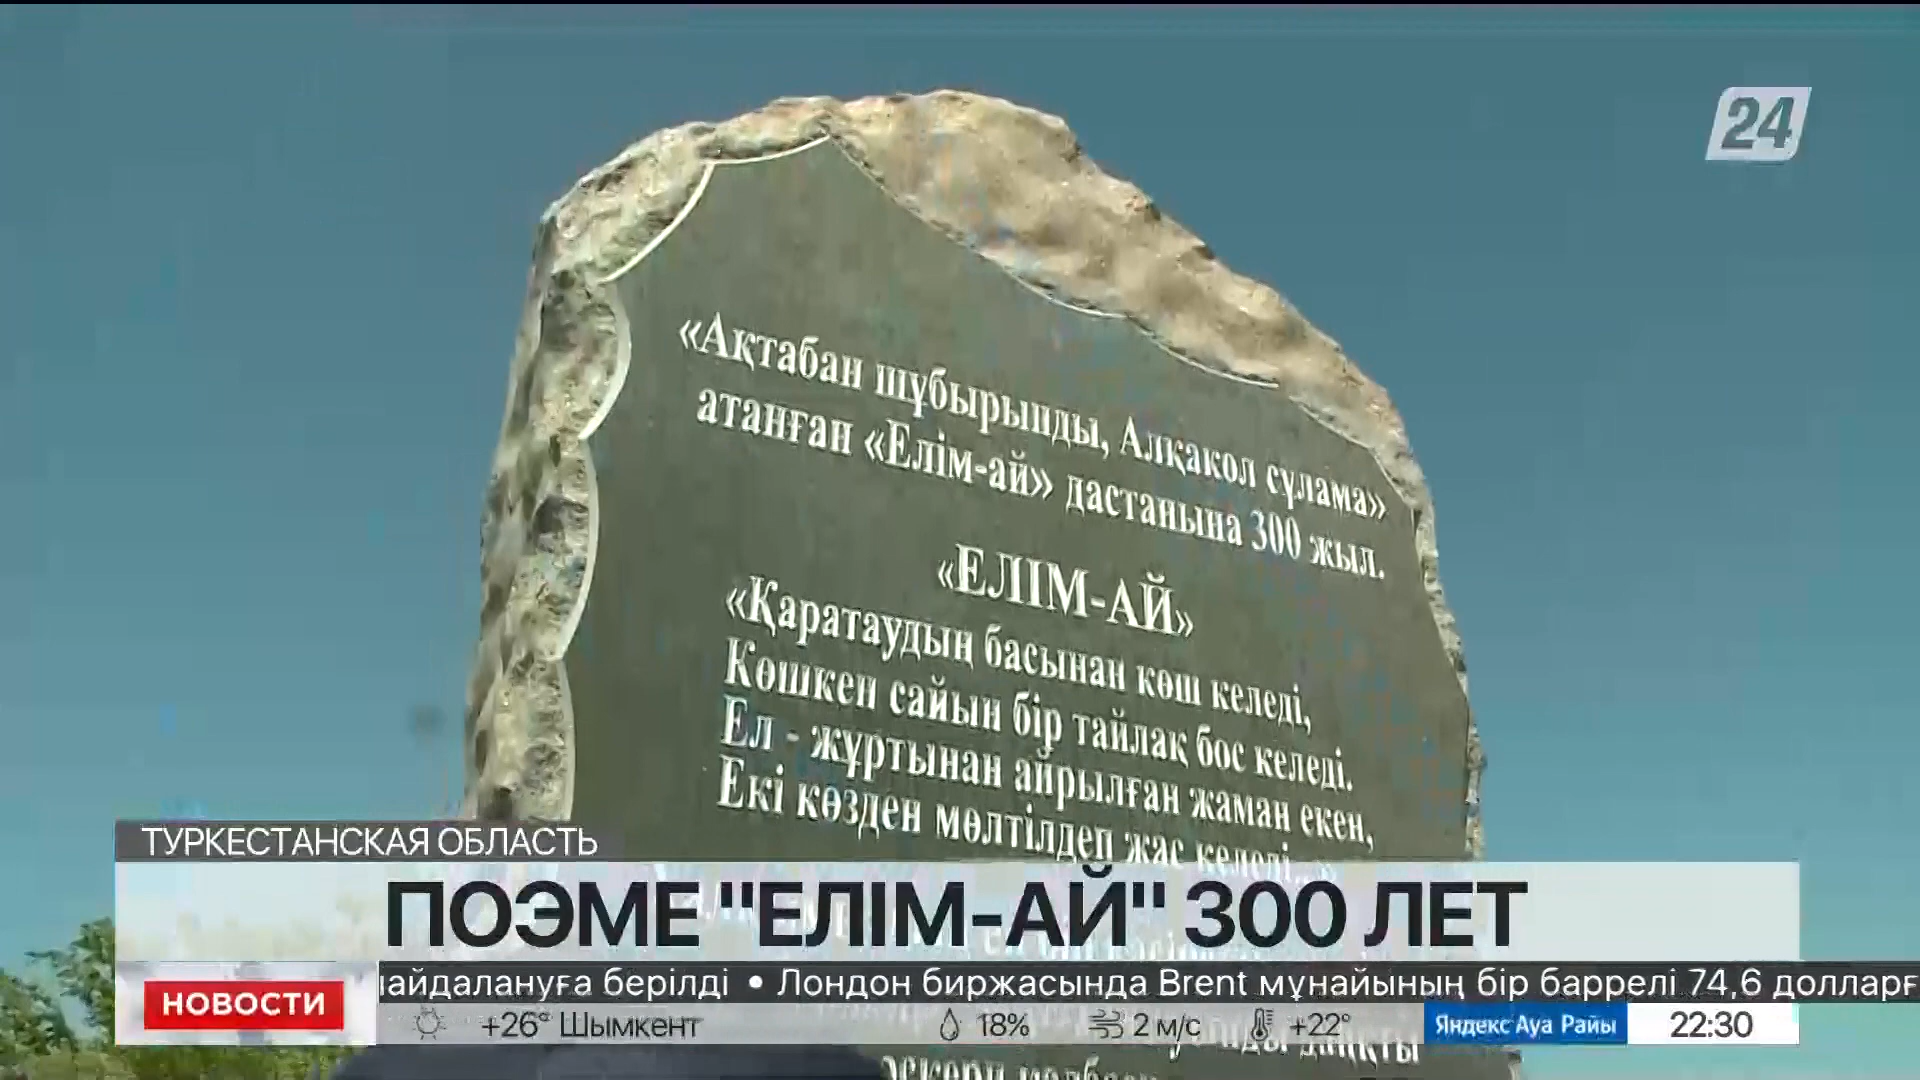 24
«Ақтабан шұбырынды, Алқакол сұлама»
атанған «Елім-ай» дастанына 300 жыл.
«ЕЛІМ-АЙ»
«Қаратаудың басынан көш келеді,
Көшкен сайын бір тайлақ бос келеді.
Ел - жұртынан айрылған жаман екен,
Екі көзден мөлтілдеп жас келеді..»
ТУРКЕСТАНСКАЯ ОБЛАСТЬ
ПОЭМЕ "ЕЛІМ-АЙ" 300 ЛЕТ
НОВОСТИ
айдалануға берілді • Лондон биржасында Brent мұнайының бір баррелі 74,6 долларғ
+26° Шымкент 18% 2 м/с +22° Яндекс Ауа Райы 22:30